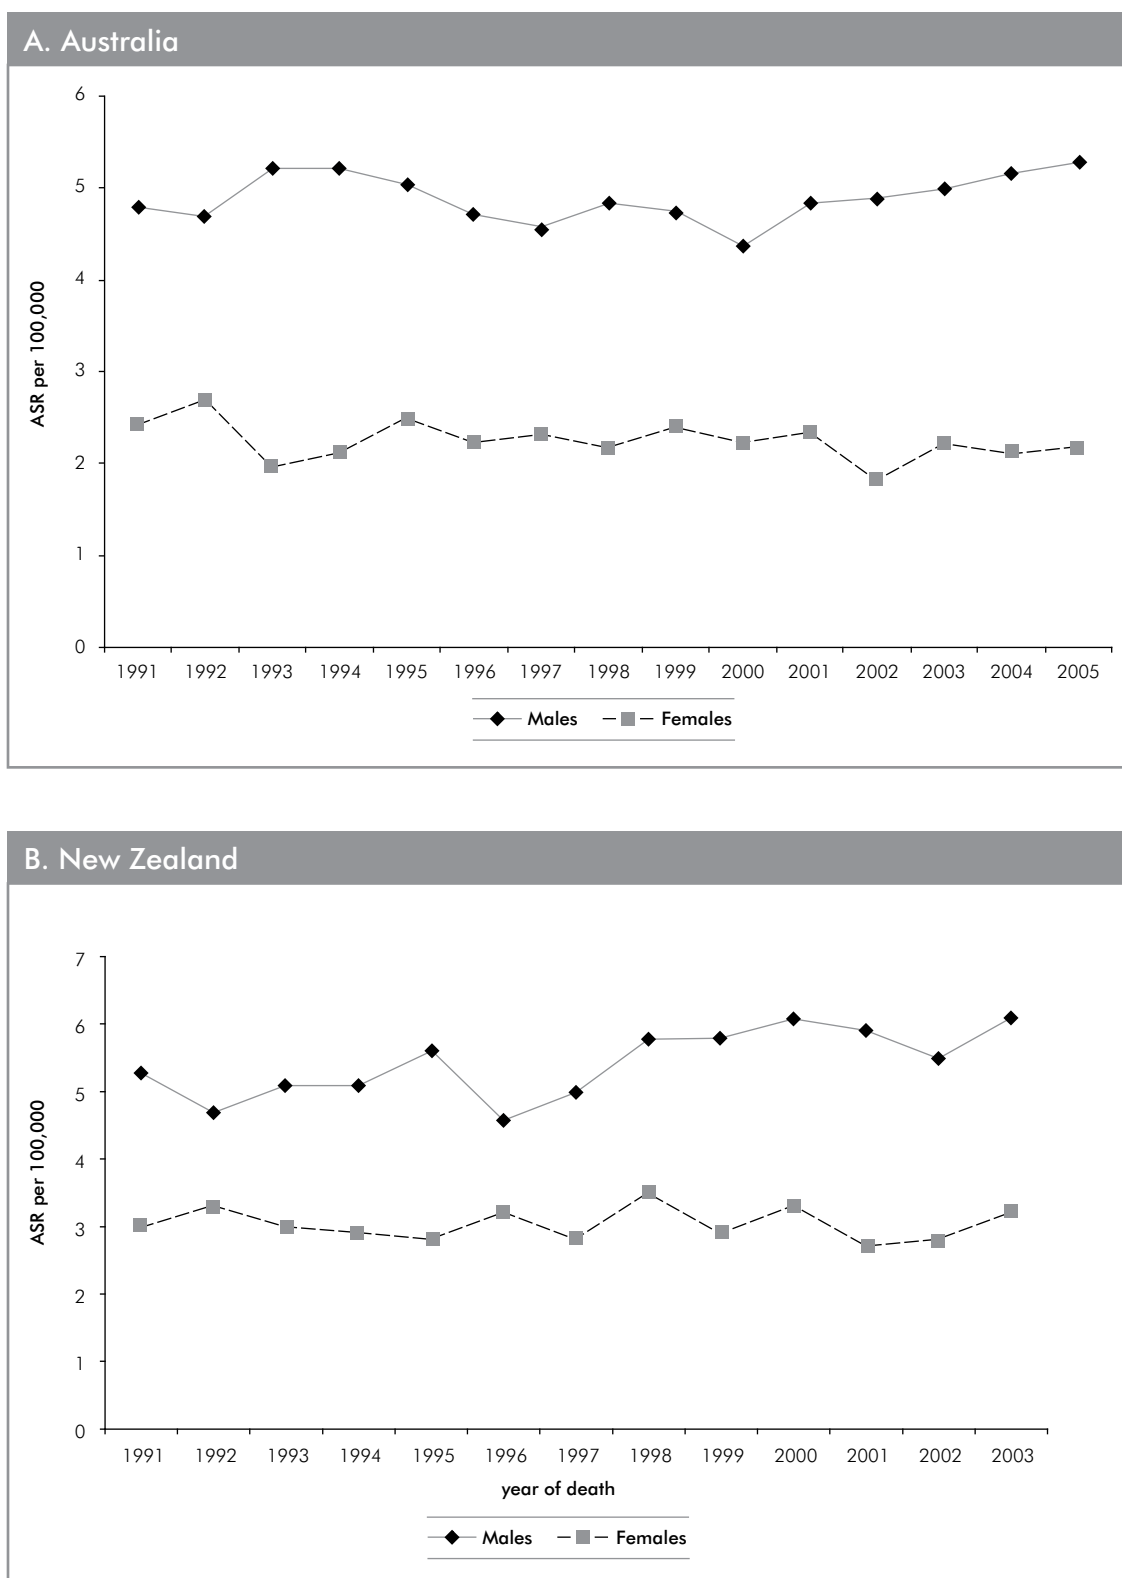 A. Australia
6
5
4
3
2
1
0
ASR per 100,000
1991 1992 1993 1994 1995 1996 1997 1998 1999 2000 2001 2002 2003 2004 2005
Males Females
B. New Zealand
7
6
5
4
3
2
1
0
ASR per 100,000
1991 1992 1993 1994 1995 1996 1997 1998 1999 2000 2001 2002 2003
year of death
Males Females